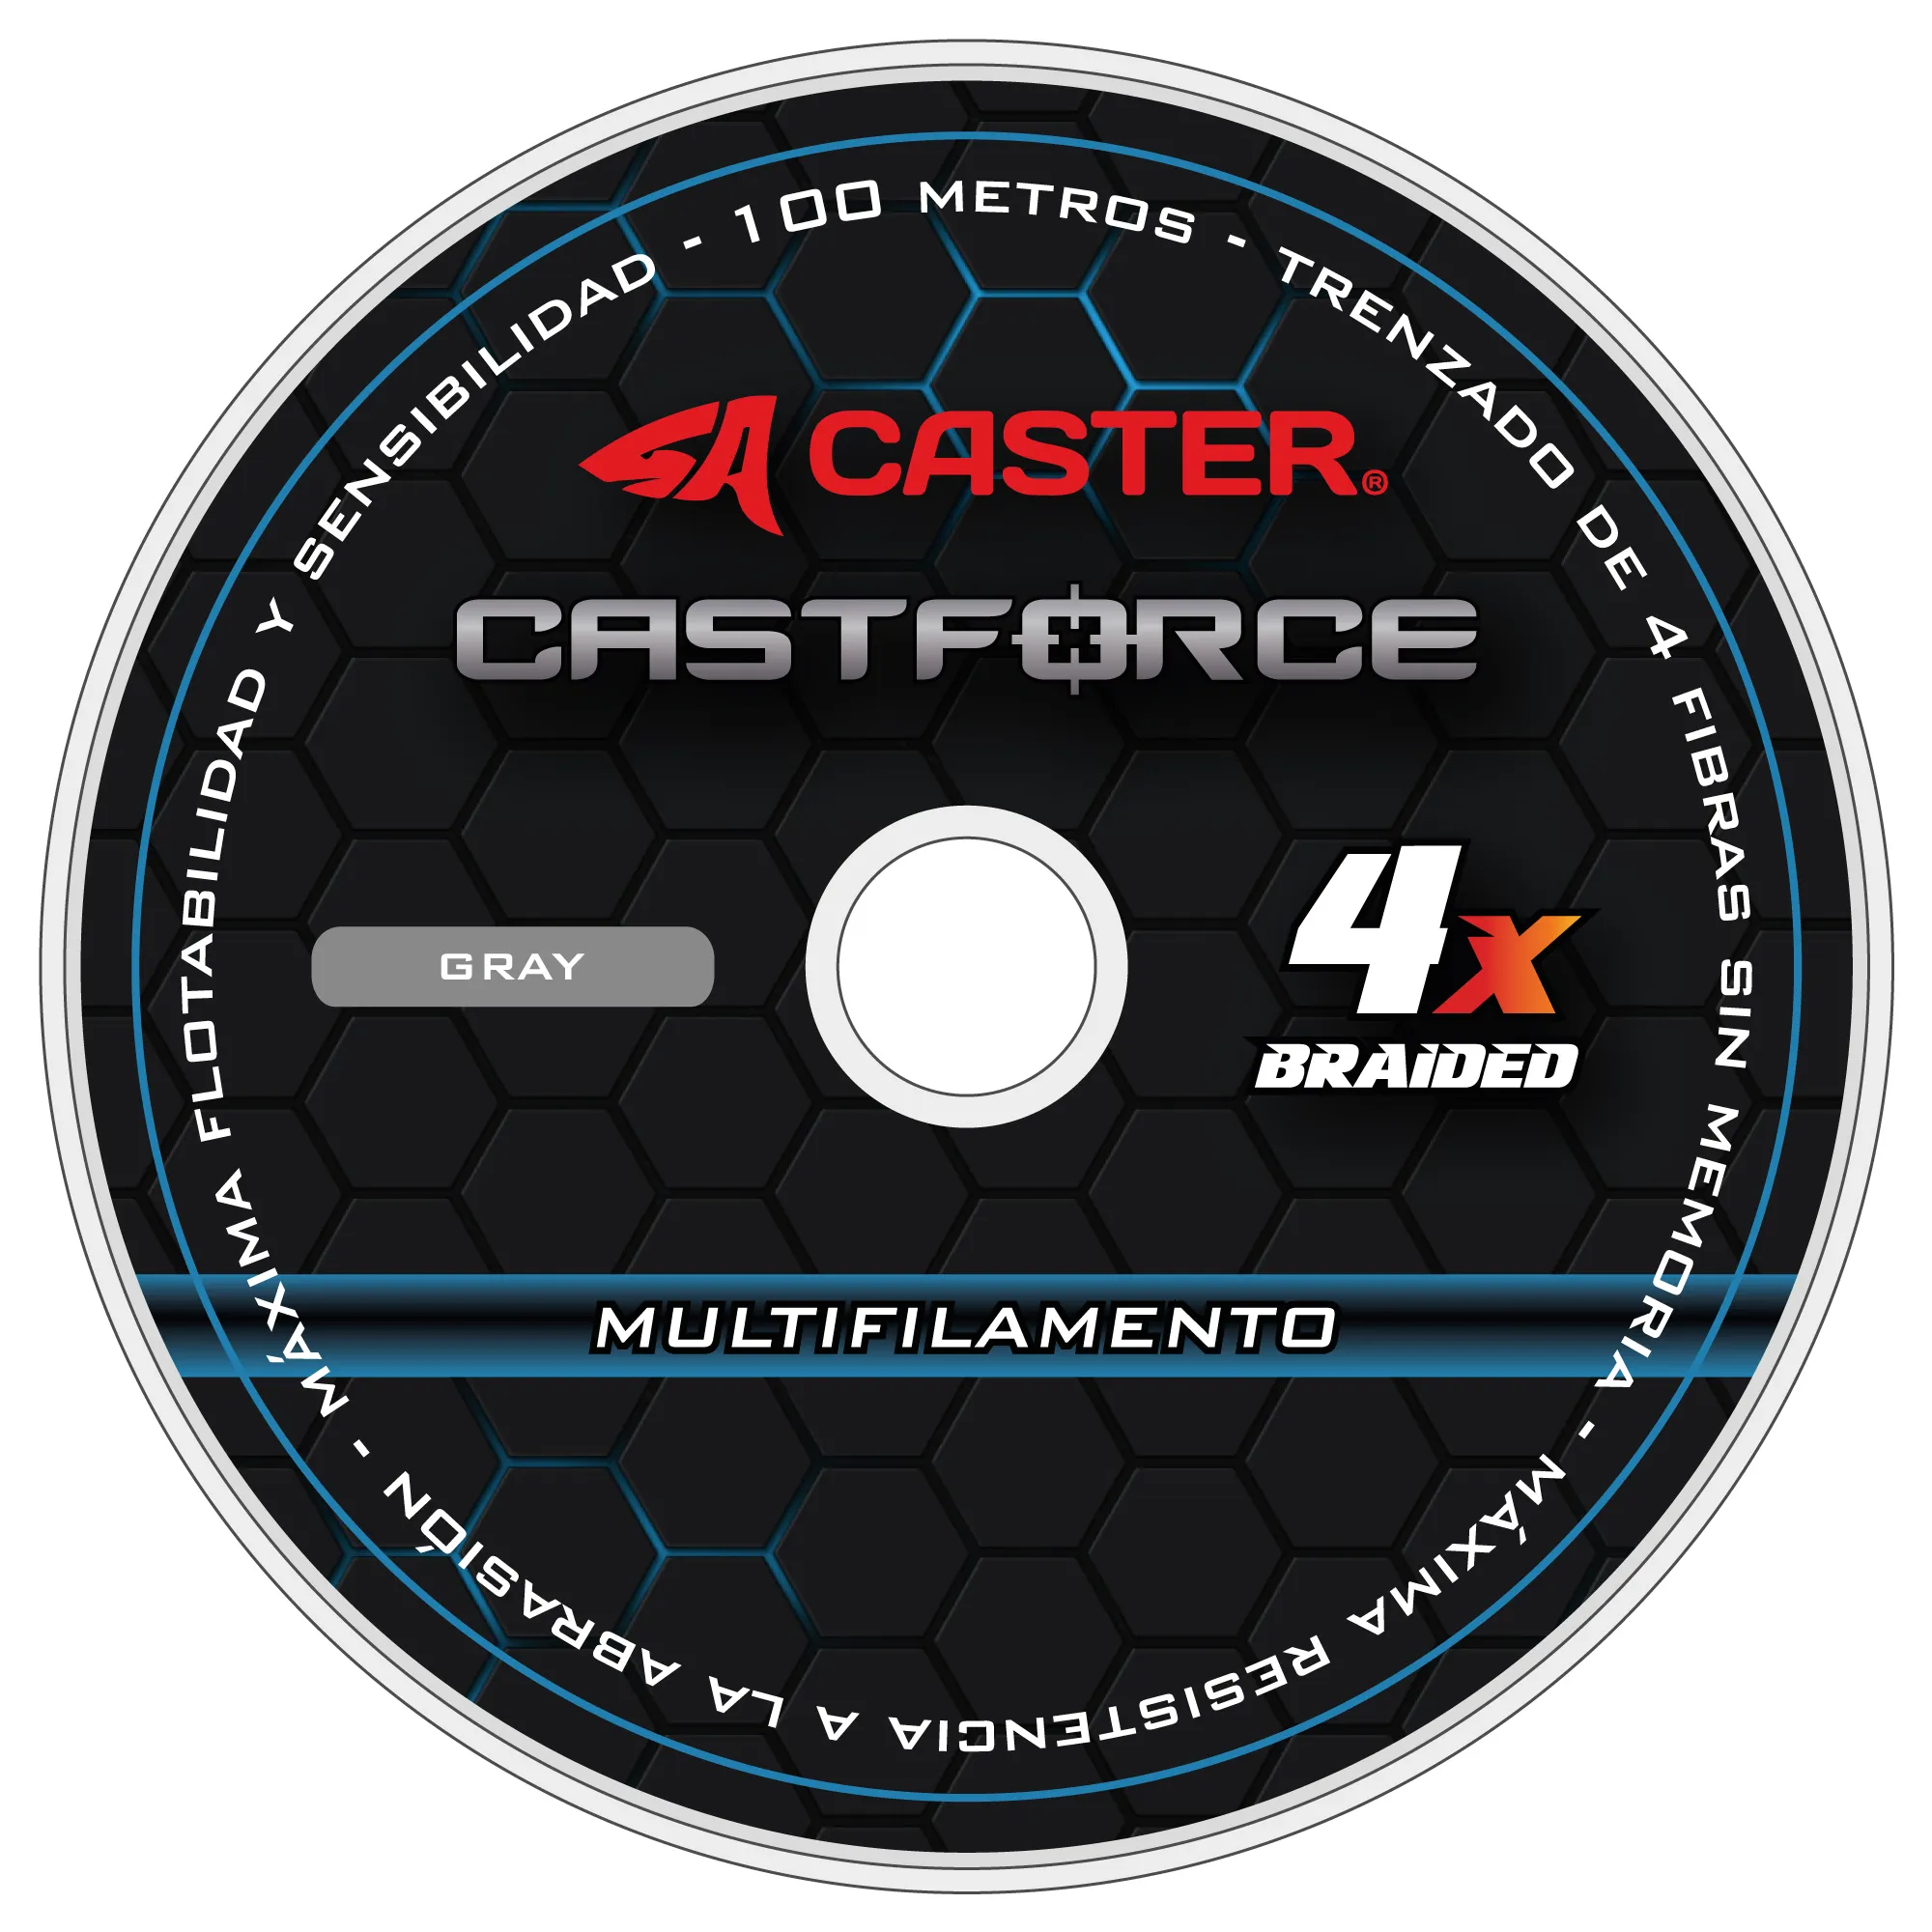 - 100 METROS - TRENZADO DE 4 FIBRAS SIN MEMORIA - MÁXIMA RESISTENCIA A LA ABRASIÓN - MÁXIMA FLOTABILIDAD Y SENSIBILIDAD
CASTER®
CASTFORCE
GRAY
4X
BRAIDED
MULTIFILAMENTO